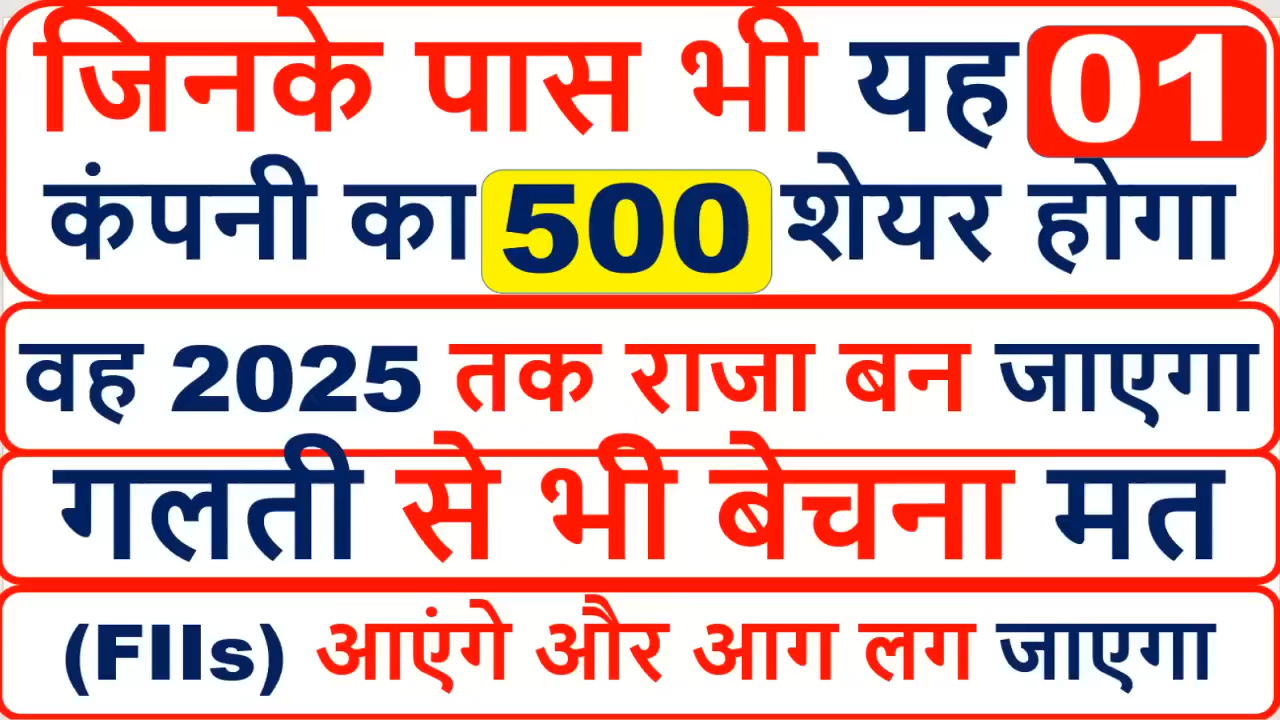 जिनके पास भी यह 01
कंपनी का 500 शेयर होगा
वह 2025 तक राजा बन जाएगा
गलती से भी बेचना मत
(FIIs) आएंगे और आग लग जाएगा